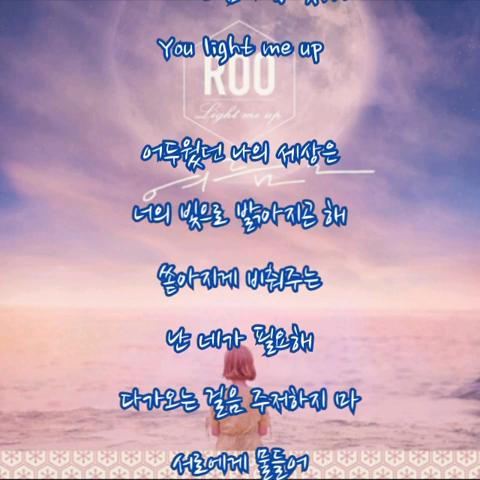 You light me up
ROO
Light me up
어두웠던 나의 세상은
너의 빛으로 밝아지곤 해
쏟아지게 비춰주는
난 네가 필요해
다가오는 걸음 주저하지 마
서로에게 물들어